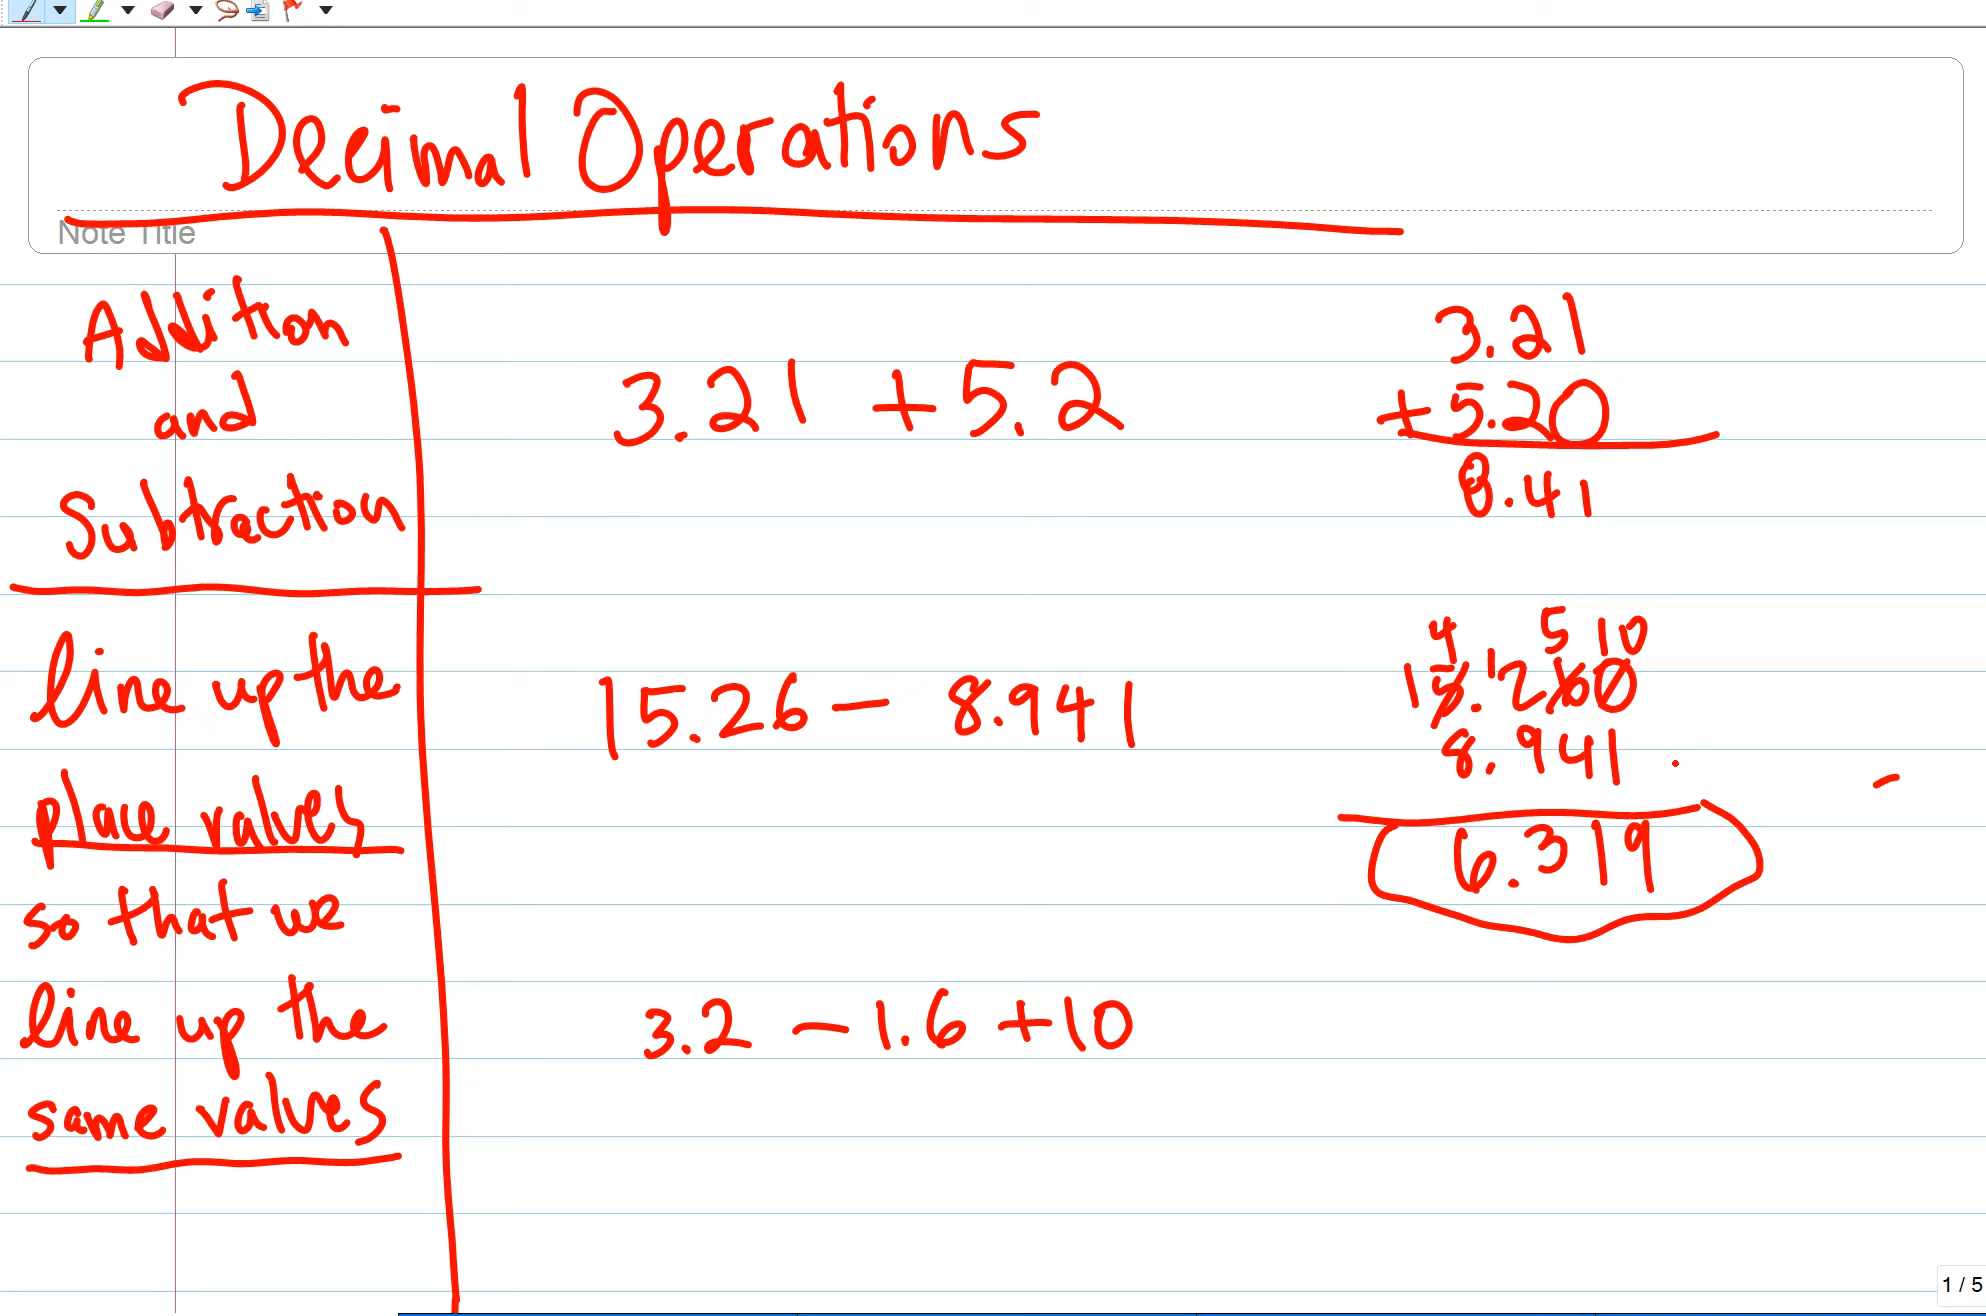 Decimal Operations
Note Title
Addition
and
Subtraction
3.21 + 5.2
3.21
+ 5.20
8.41
line up the
place values
so that we
line up the
same values
15.26 - 8.941
4 5 10
15.1260
8.941
6.319
3.2 - 1.6 + 10
1 / 5